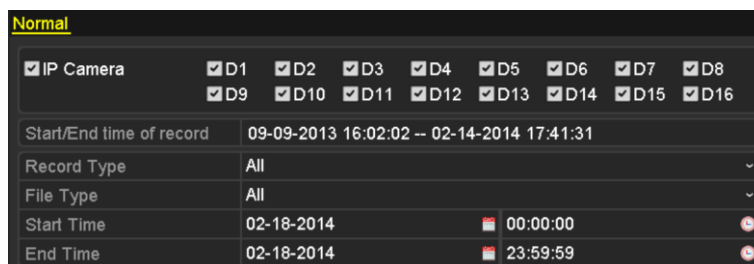 Normal
IP Camera D1 D2 D3 D4 D5 D6 D7 D8
D9 D10 D11 D12 D13 D14 D15 D16
Start/End time of record 09-09-2013 16:02:02 -- 02-14-2014 17:41:31
Record Type All
File Type All
Start Time 02-18-2014 00:00:00
End Time 02-18-2014 23:59:59